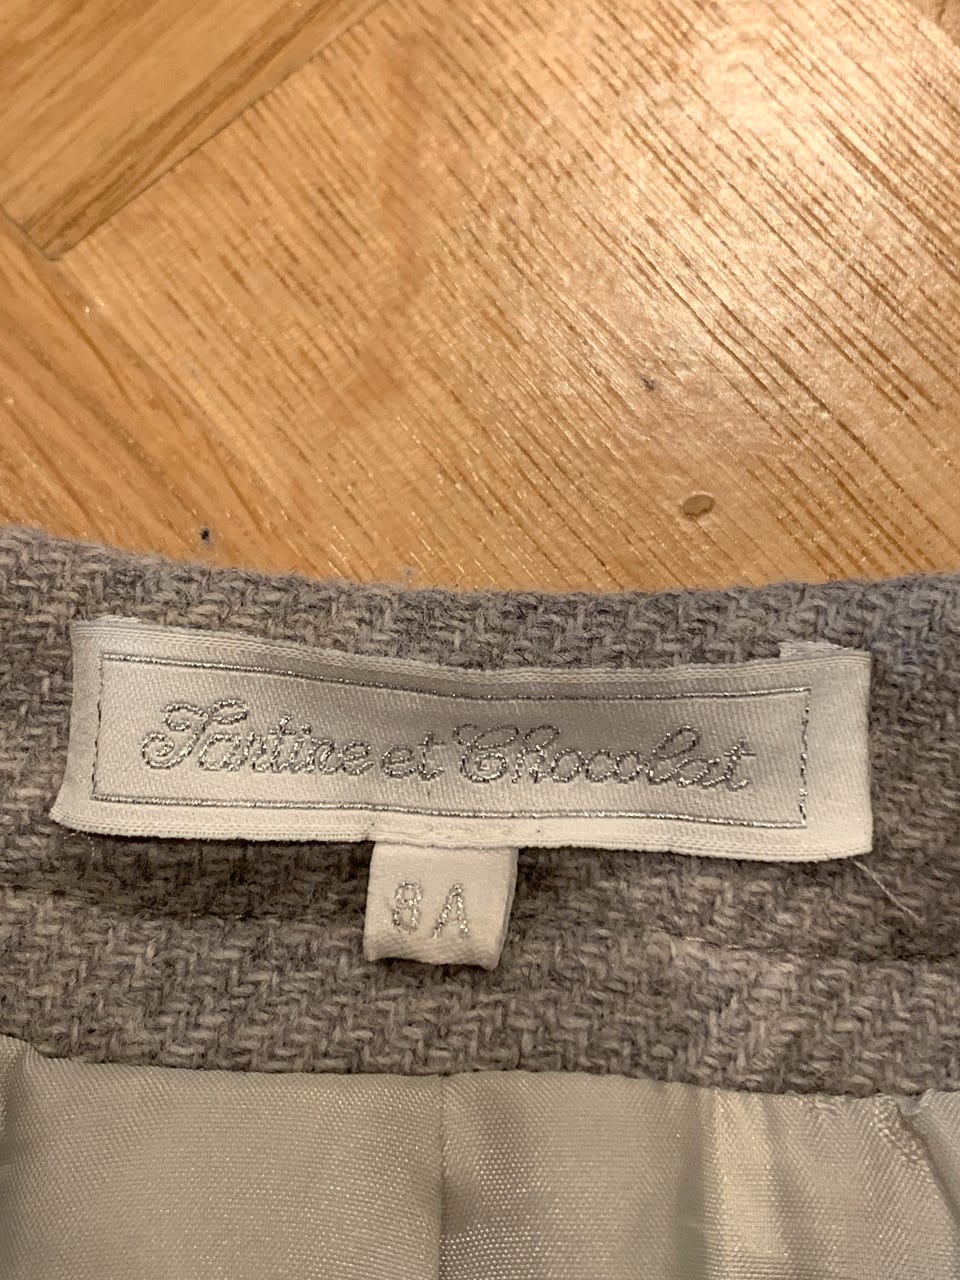 Tartine et Chocolat
8A